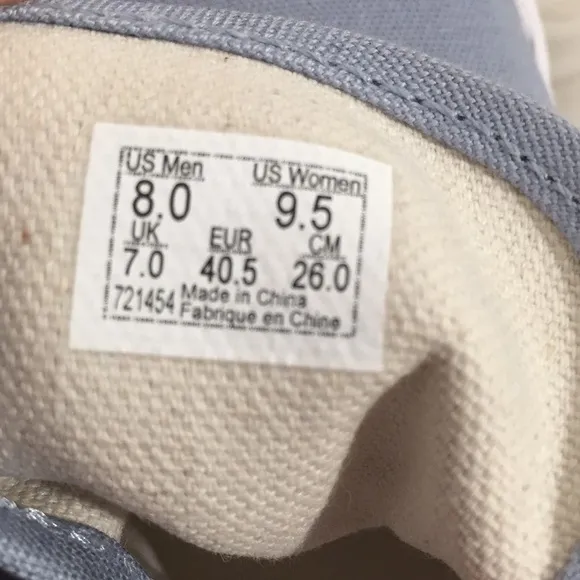 US Men US Women
8.0 9.5
UK EUR CM
7.0 40.5 26.0
721454 Made in China
Fabrique en Chine